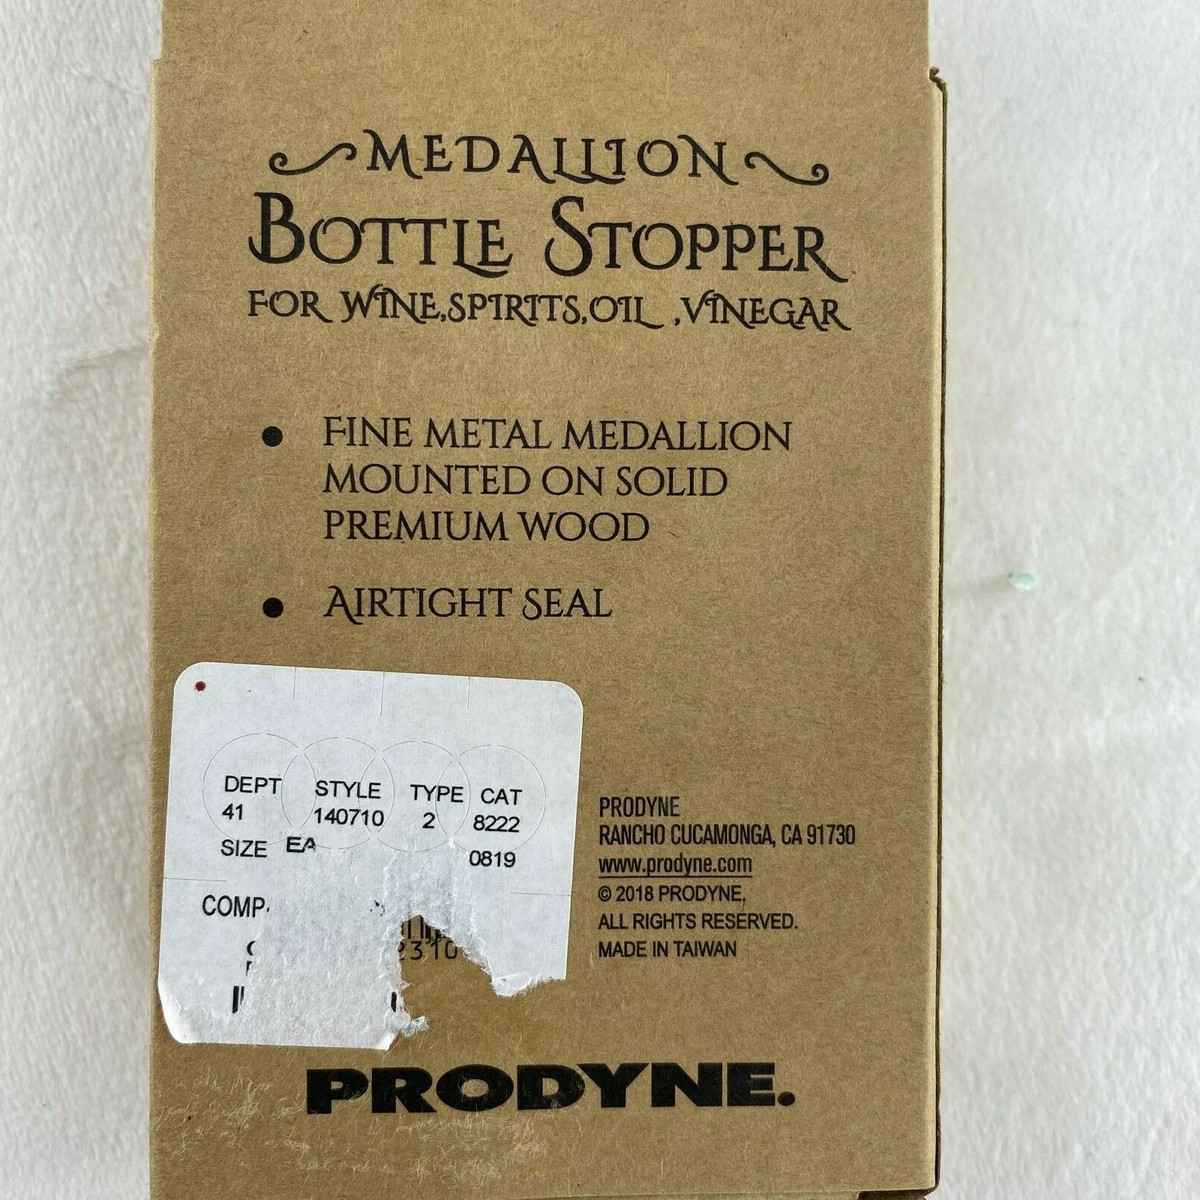 MEDALLION
BOTTLE STOPPER
FOR WINE,SPIRITS,OIL ,VINEGAR
• FINE METAL MEDALLION
MOUNTED ON SOLID
PREMIUM WOOD
• AIRTIGHT SEAL
DEPT STYLE TYPE CAT
41 140710 2 8222
SIZE EA 0819
PRODYNE
RANCHO CUCAMONGA, CA 91730
www.prodyne.com
© 2018 PRODYNE,
ALL RIGHTS RESERVED.
MADE IN TAIWAN
PRODYNE.